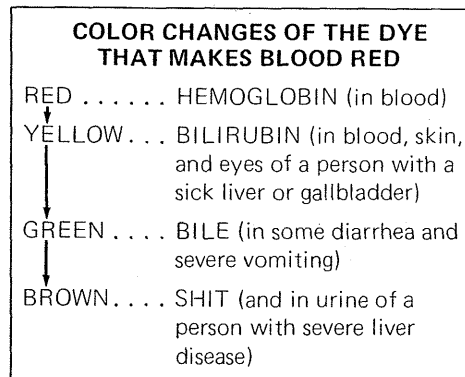 COLOR CHANGES OF THE DYE
THAT MAKES BLOOD RED
RED ...... HEMOGLOBIN (in blood)
YELLOW... BILIRUBIN (in blood, skin,
and eyes of a person with a
sick liver or gallbladder)
GREEN .... BILE (in some diarrhea and
severe vomiting)
BROWN.... SHIT (and in urine of a
person with severe liver
disease)